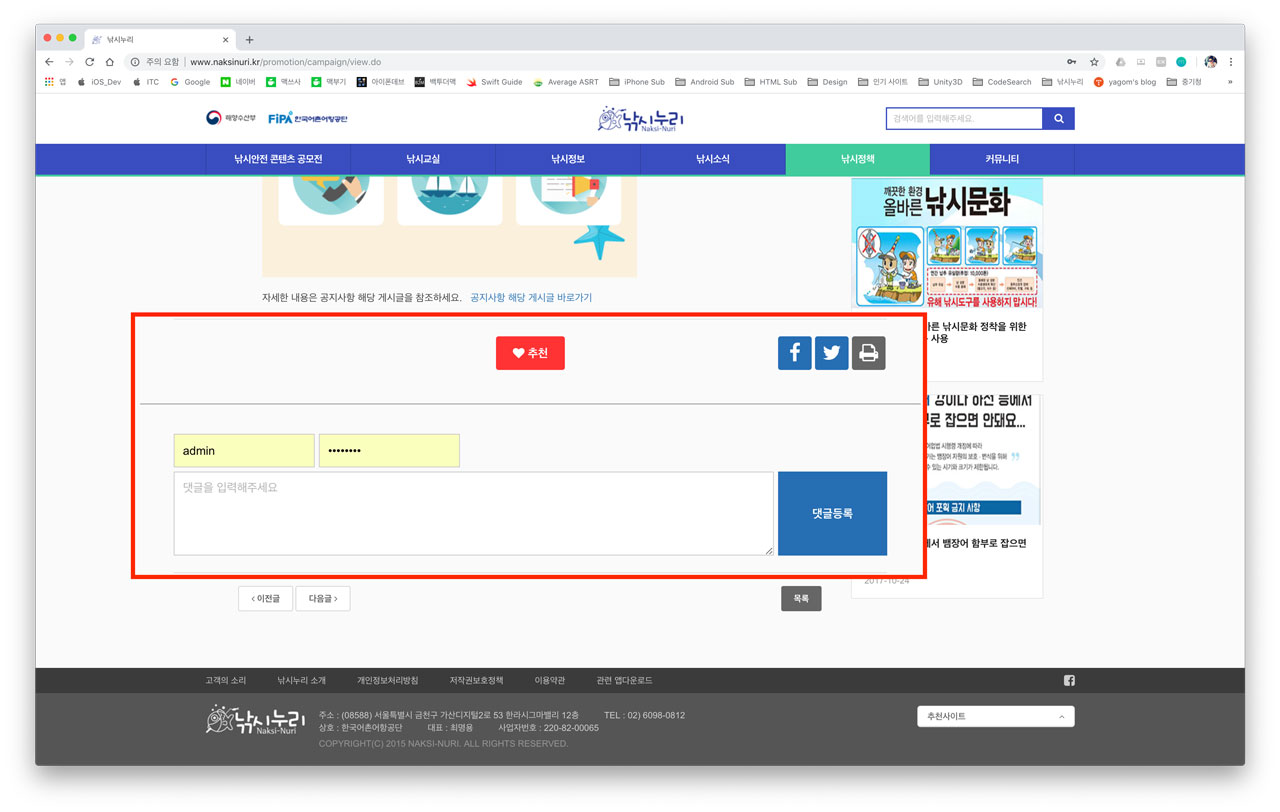 낚시누리
주의 요함 | www.naksinuri.kr/promotion/campaign/view.do
앱 iOS_Dev ITC Google 네이버 맥쓰사 맥부기 아이폰데브 백투더맥 Swift Guide Average ASRT iPhone Sub Android Sub HTML Sub Design 인기 사이트 Unity3D CodeSearch 낚시누리 yagom's blog 중기청 »
해양수산부 FiPA 한국어촌어항공단 낚시누리 Naksi-Nuri 검색어를 입력해주세요.
낚시안전 콘텐츠 공모전 낚시교실 낚시정보 낚시소식 낚시정책 커뮤니티
깨끗한 환경
올바른 낚시문화
유해 낚시도구를 사용하지 맙시다!
자세한 내용은 공지사항 해당 게시글을 참조하세요. 공지사항 해당 게시글 바로가기
바른 낚시문화 정착을 위한
사용
추천
강이나 하천 등에서
로 잡으면 안돼요...
admin ••••••••
댓글을 입력해주세요
댓글등록
어 포획 금지 사항
에서 뱀장어 함부로 잡으면
2017-10-24
‹ 이전글 다음글 › 목록
고객의 소리 낚시누리 소개 개인정보처리방침 저작권보호정책 이용약관 관련 앱다운로드
낚시누리 Naksi-Nuri
주소 : (08588) 서울특별시 금천구 가산디지털2로 53 한라시그마밸리 12층 TEL : 02) 6098-0812
상호 : 한국어촌어항공단 대표 : 최명용 사업자번호 : 220-82-00065
COPYRIGHT(C) 2015 NAKSI-NURI. ALL RIGHTS RESERVED.
추천사이트